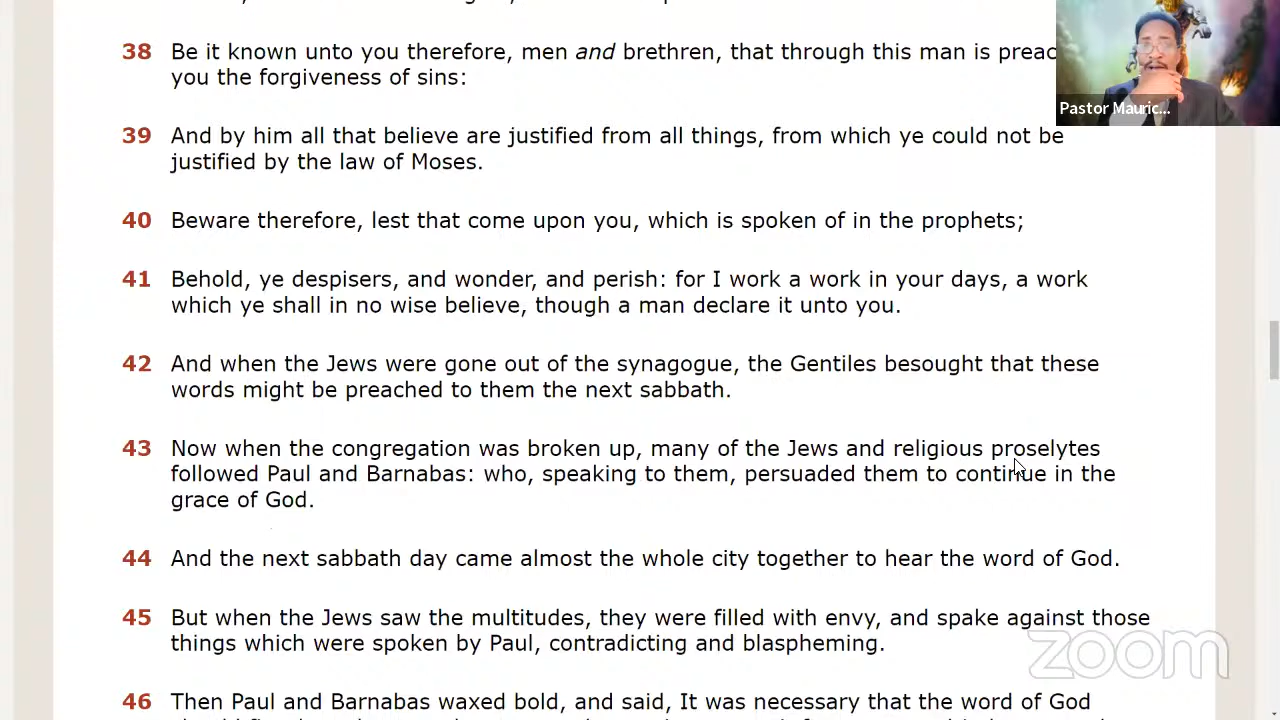 38 Be it known unto you therefore, men and brethren, that through this man is preac
you the forgiveness of sins:
39 And by him all that believe are justified from all things, from which ye could not be
justified by the law of Moses.
40 Beware therefore, lest that come upon you, which is spoken of in the prophets;
41 Behold, ye despisers, and wonder, and perish: for I work a work in your days, a work
which ye shall in no wise believe, though a man declare it unto you.
42 And when the Jews were gone out of the synagogue, the Gentiles besought that these
words might be preached to them the next sabbath.
43 Now when the congregation was broken up, many of the Jews and religious proselytes
followed Paul and Barnabas: who, speaking to them, persuaded them to continue in the
grace of God.
44 And the next sabbath day came almost the whole city together to hear the word of God.
45 But when the Jews saw the multitudes, they were filled with envy, and spake against those
things which were spoken by Paul, contradicting and blaspheming.
46 Then Paul and Barnabas waxed bold, and said, It was necessary that the word of God
Pastor Mauric...
zoom